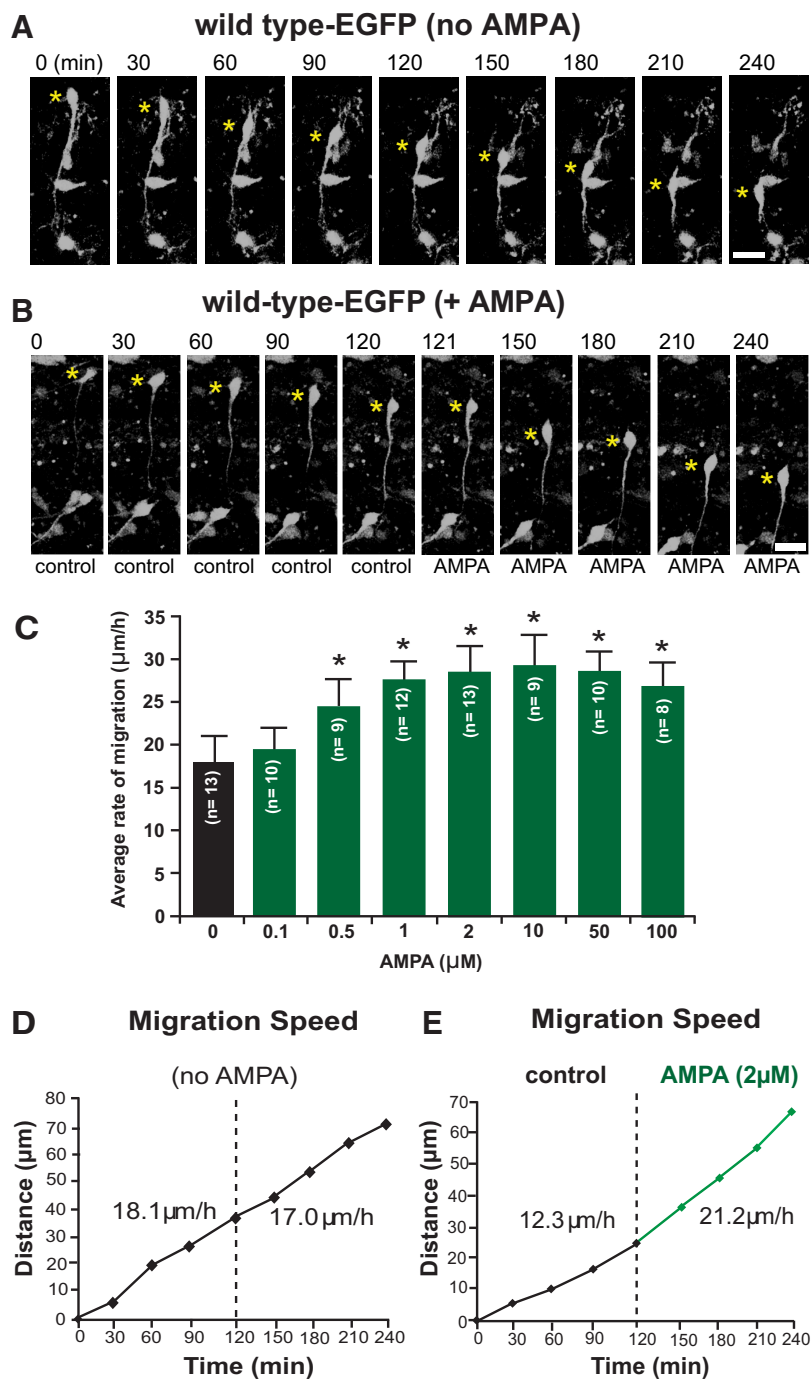 A
wild type-EGFP (no AMPA)
0 (min) 30 60 90 120 150 180 210 240
* * * * * * * * *
B
wild-type-EGFP (+ AMPA)
0 30 60 90 120 121 150 180 210 240
* * * * * * * * * *
control control control control control AMPA AMPA AMPA AMPA AMPA
C
Average rate of migration (µm/h)
35
30
25
20
15
10
5
0
* * * * * *
(n= 13) (n= 10) (n= 9) (n= 12) (n= 13) (n= 9) (n= 10) (n= 8)
0 0.1 0.5 1 2 10 50 100
AMPA (µM)
D
Migration Speed
(no AMPA)
Distance (µm)
80
70
60
50
40
30
20
10
0
18.1µm/h
17.0µm/h
0 30 60 90 120 150 180 210 240
Time (min)
E
Migration Speed
control AMPA (2µM)
Distance (µm)
70
60
50
40
30
20
10
0
12.3µm/h
21.2µm/h
0 30 60 90 120 150 180 210 240
Time (min)